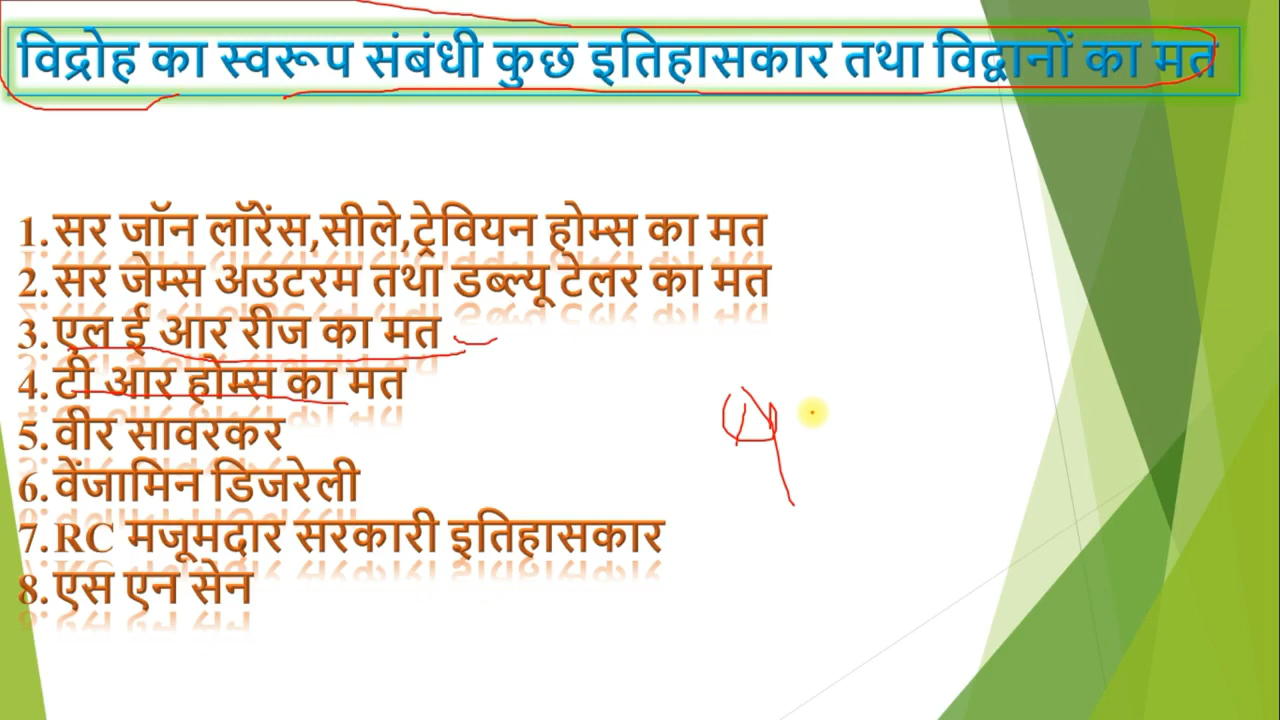 विद्रोह का स्वरूप संबंधी कुछ इतिहासकार तथा विद्वानों का मत
1. सर जॉन लॉरेंस,सीले,ट्रेवियन होम्स का मत
2. सर जेम्स अउटरम तथा डब्ल्यू टेलर का मत
3. एल ई आर रीज का मत
4. टी आर होम्स का मत
5. वीर सावरकर
6. वेंजामिन डिजरेली
7. RC मजूमदार सरकारी इतिहासकार
8. एस एन सेन